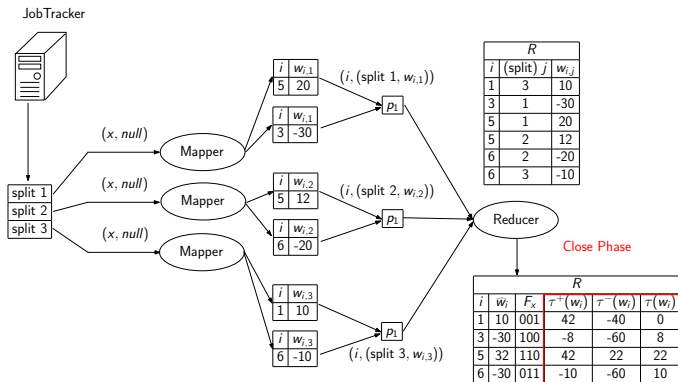 JobTracker
split 1
split 2
split 3
(x, null)
(x, null)
(x, null)
Mapper
Mapper
Mapper
i w_{i,1}
5 20
i w_{i,1}
3 -30
i w_{i,2}
5 12
i w_{i,2}
6 -20
i w_{i,3}
1 10
i w_{i,3}
6 -10
(i, (split 1, w_{i,1}))
p_1
(i, (split 2, w_{i,2}))
p_1
p_1
(i, (split 3, w_{i,3}))
Reducer
R
i (split) j w_{i,j}
1 3 10
3 1 -30
5 1 20
5 2 12
6 2 -20
6 3 -10
Close Phase
R
i ŵ_i F_x τ⁺(w_i) τ⁻(w_i) τ(w_i)
1 10 001 42 -40 0
3 -30 100 -8 -60 8
5 32 110 42 22 22
6 -30 011 -10 -60 10